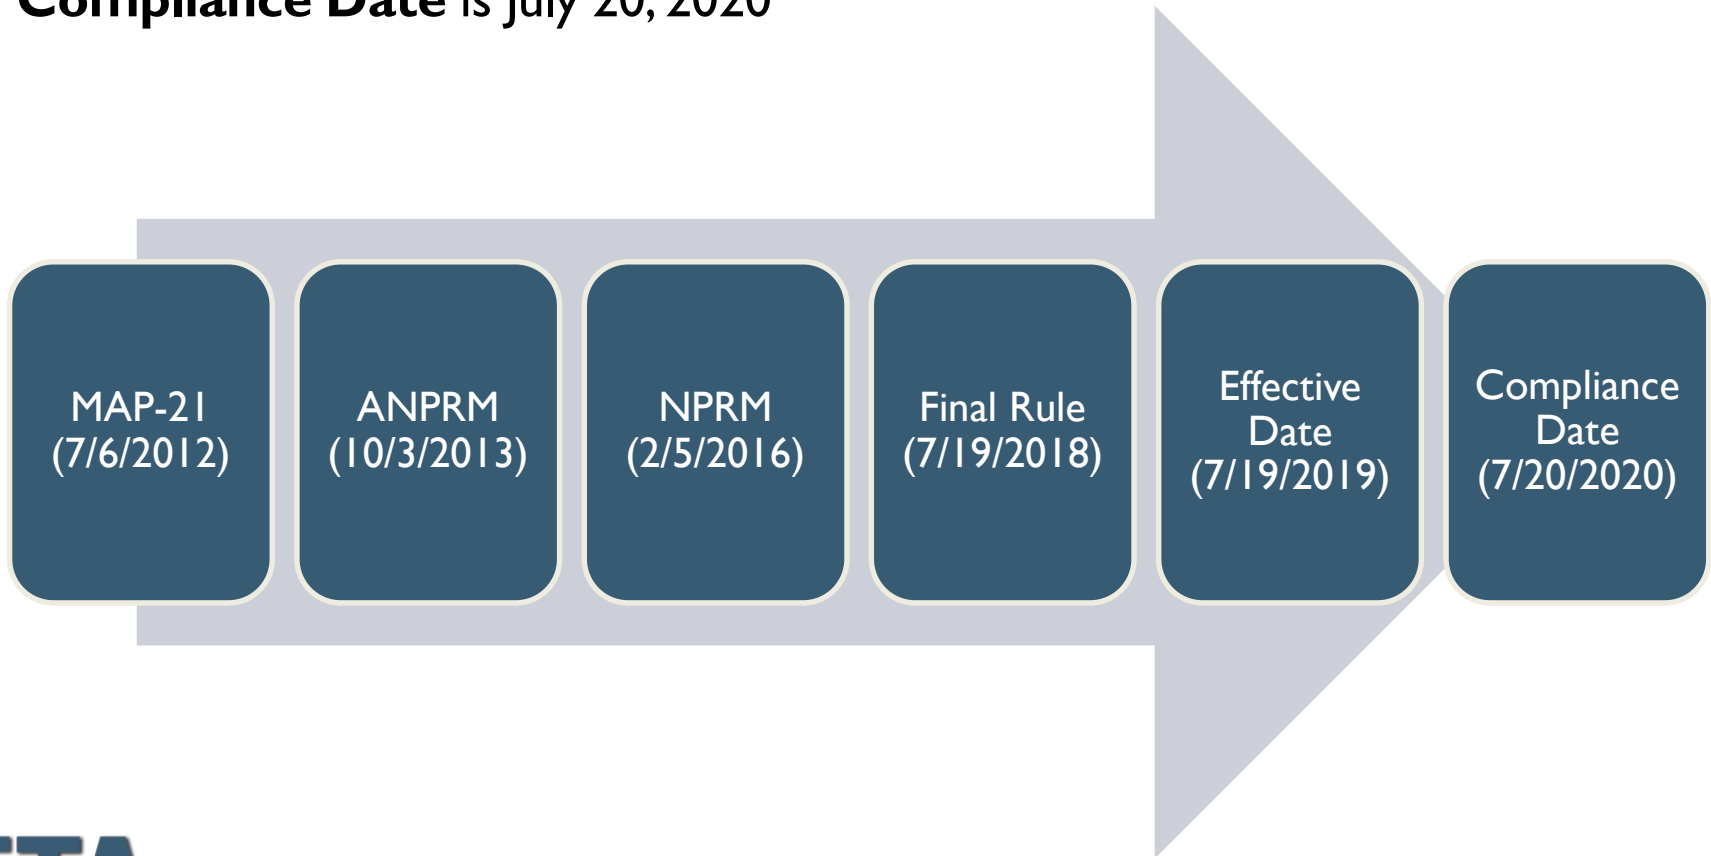 Compliance Date is July 20, 2020
MAP-21
(7/6/2012)
ANPRM
(10/3/2013)
NPRM
(2/5/2016)
Final Rule
(7/19/2018)
Effective
Date
(7/19/2019)
Compliance
Date
(7/20/2020)